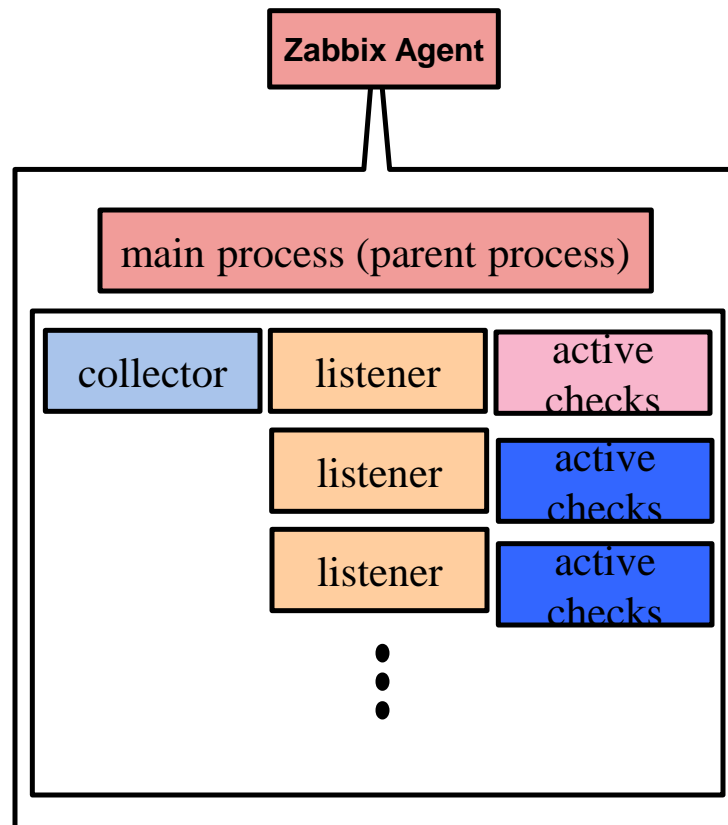 Zabbix Agent
main process (parent process)
collector
listener
active
checks
listener
active
checks
listener
active
checks